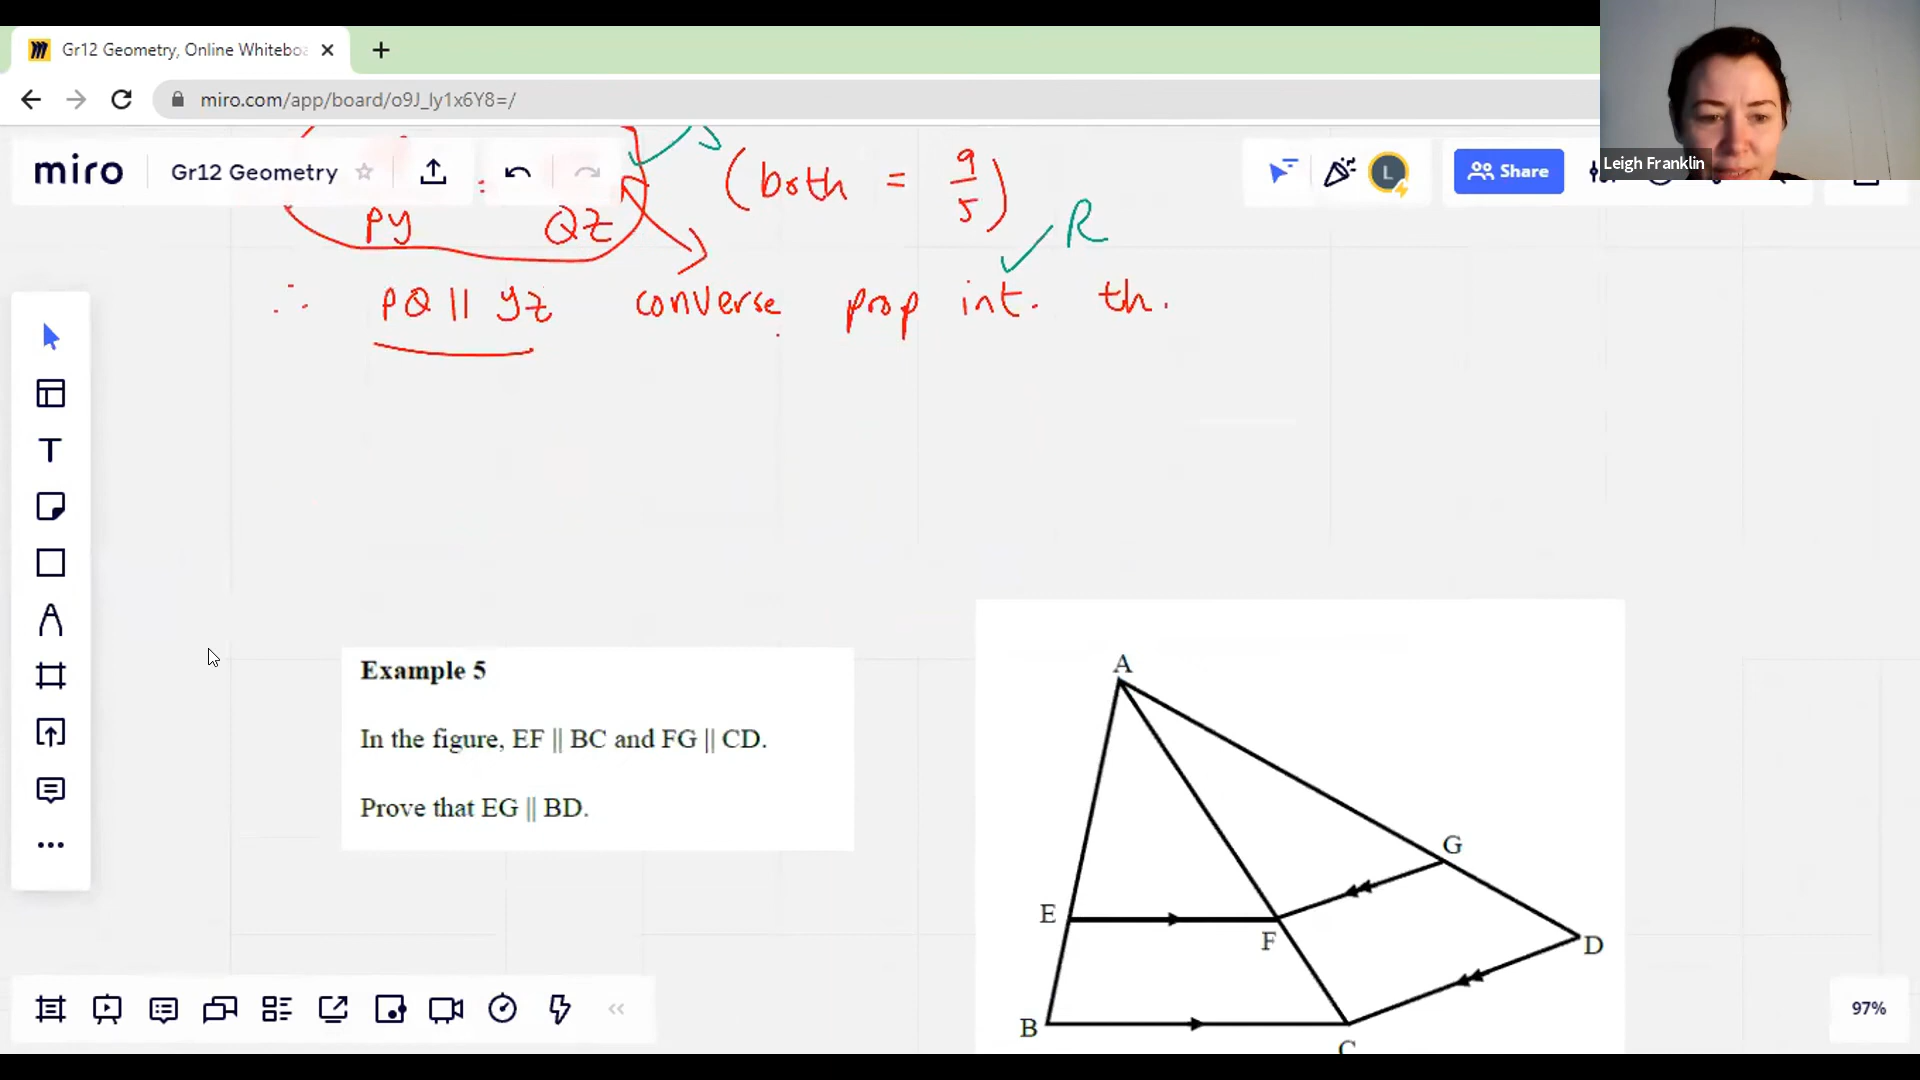 Gr12 Geometry, Online Whiteboa
miro.com/app/board/o9J_ly1x6Y8=/
Leigh Franklin
miro
Gr12 Geometry
L
Share
(both = 9/5)
PY QZ
R
∴ PQ || YZ converse prop int. th.
Example 5
In the figure, EF || BC and FG || CD.
Prove that EG || BD.
A
G
E
F
D
B
C
97%